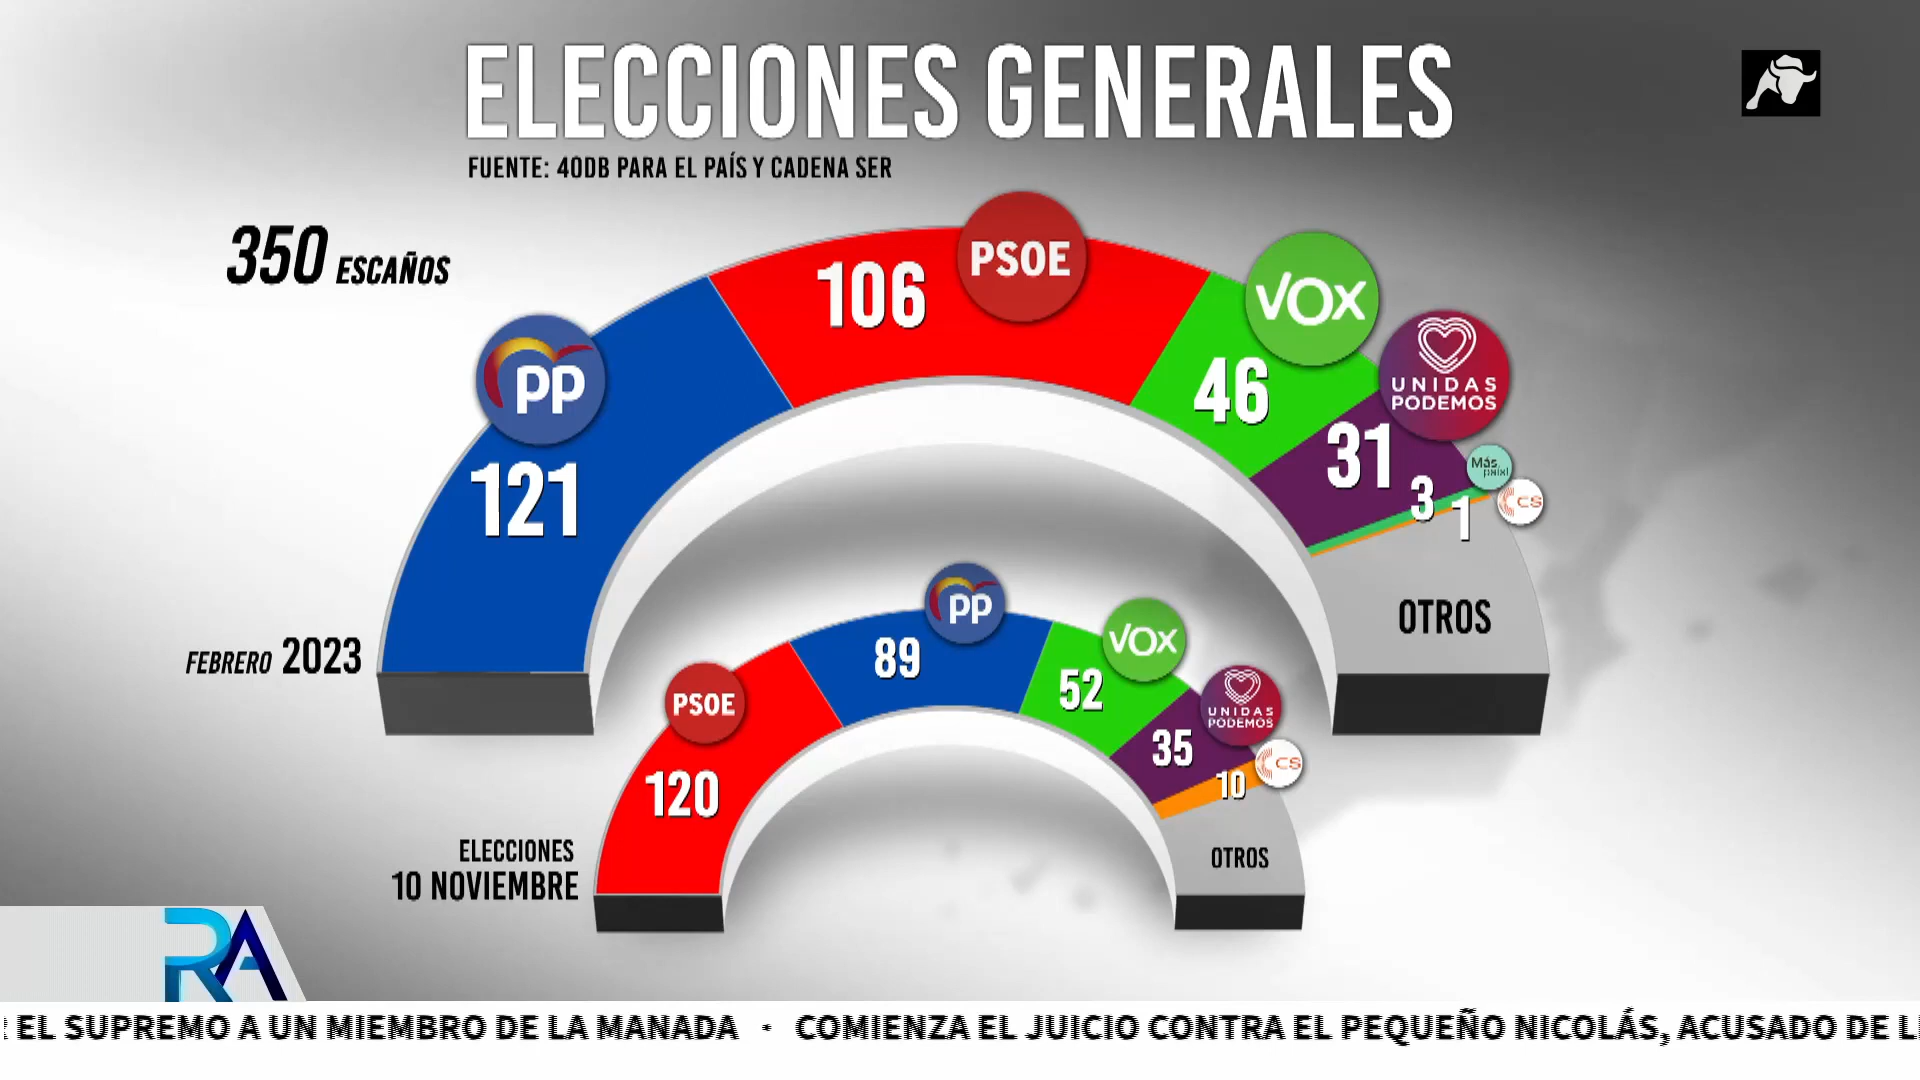 ELECCIONES GENERALES
FUENTE: 40DB PARA EL PAÍS Y CADENA SER
350 ESCAÑOS
PP
121
106
PSOE
VOX
46
UNIDAS
PODEMOS
31
Más
país!
3
CS
1
OTROS
FEBRERO 2023
PSOE
120
PP
89
VOX
52
UNIDAS
PODEMOS
35
CS
10
OTROS
ELECCIONES
10 NOVIEMBRE
RA
EL SUPREMO A UN MIEMBRO DE LA MANADA · COMIENZA EL JUICIO CONTRA EL PEQUEÑO NICOLÁS, ACUSADO DE